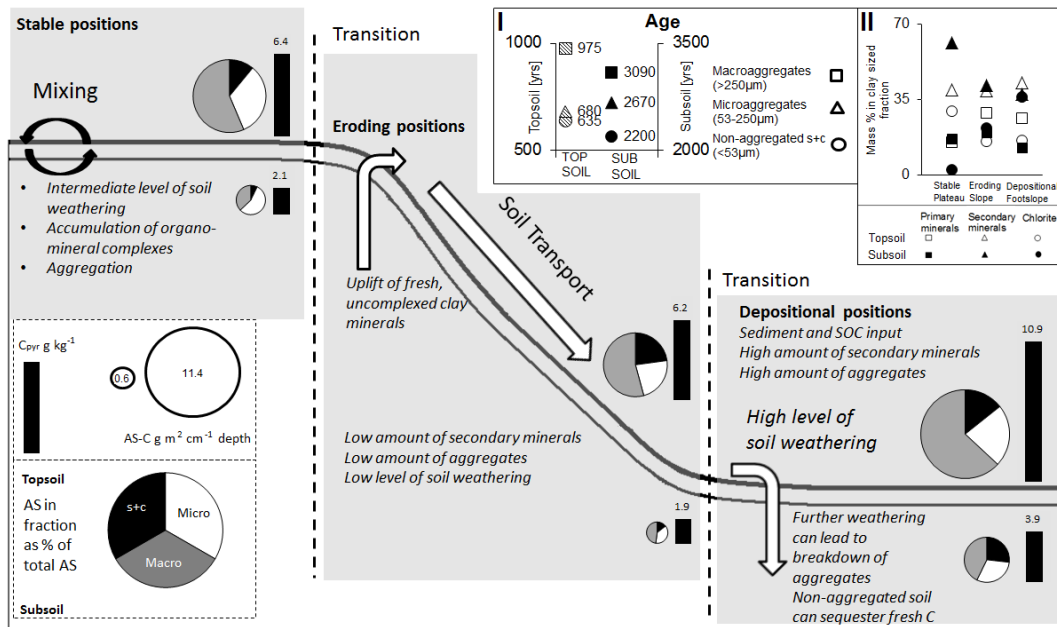 Stable positions
6.4
Mixing
2.1
• Intermediate level of soil
weathering
• Accumulation of organo-
mineral complexes
• Aggregation
Cpyr g kg⁻¹
0.6
11.4
AS-C g m² cm⁻¹ depth
Topsoil
AS in
fraction
as % of
total AS
s+c
Micro
Macro
Subsoil
Transition
Eroding positions
Uplift of fresh,
uncomplexed clay
minerals
Soil Transport
6.2
Low amount of secondary minerals
Low amount of aggregates
Low level of soil weathering
1.9
I
Age
1000
500
Topsoil [yrs]
975
680
635
TOP
SOIL
3090
2670
2200
SUB
SOIL
3500
2000
Subsoil [yrs]
Macroaggregates
(>250µm)
Microaggregates
(53-250µm)
Non-aggregated s+c
(<53µm)
II
70
35
0
Mass % in clay sized
fraction
Stable
Plateau
Eroding
Slope
Depositional
Footslope
Primary
minerals
Secondary
minerals
Chlorite
Topsoil
Subsoil
Transition
Depositional positions
Sediment and SOC input
High amount of secondary minerals
High amount of aggregates
10.9
High level of
soil weathering
Further weathering
can lead to
breakdown of
aggregates
Non-aggregated soil
can sequester fresh C
3.9